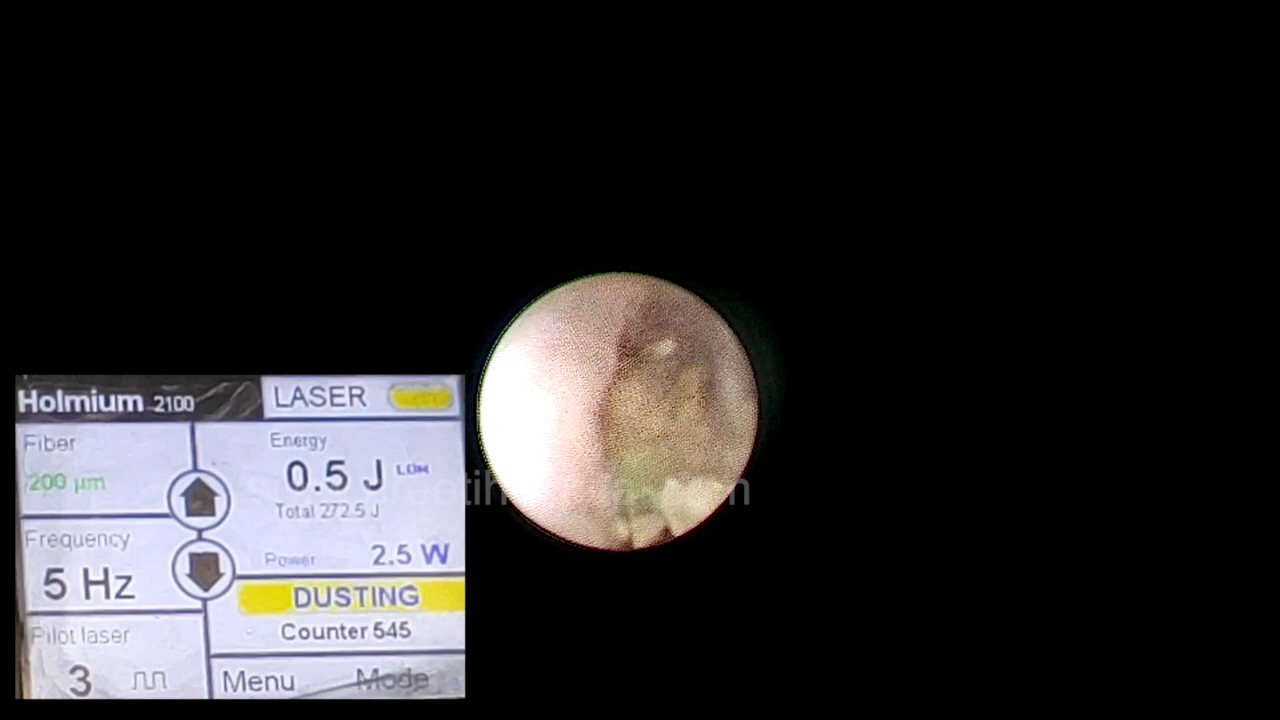 Holmium 2100
LASER
Fiber
200 µm
Energy
0.5 J
Total 272.5 J
Frequency
5 Hz
Power 2.5 W
DUSTING
Counter 545
Pilot laser
3
Menu
Mode